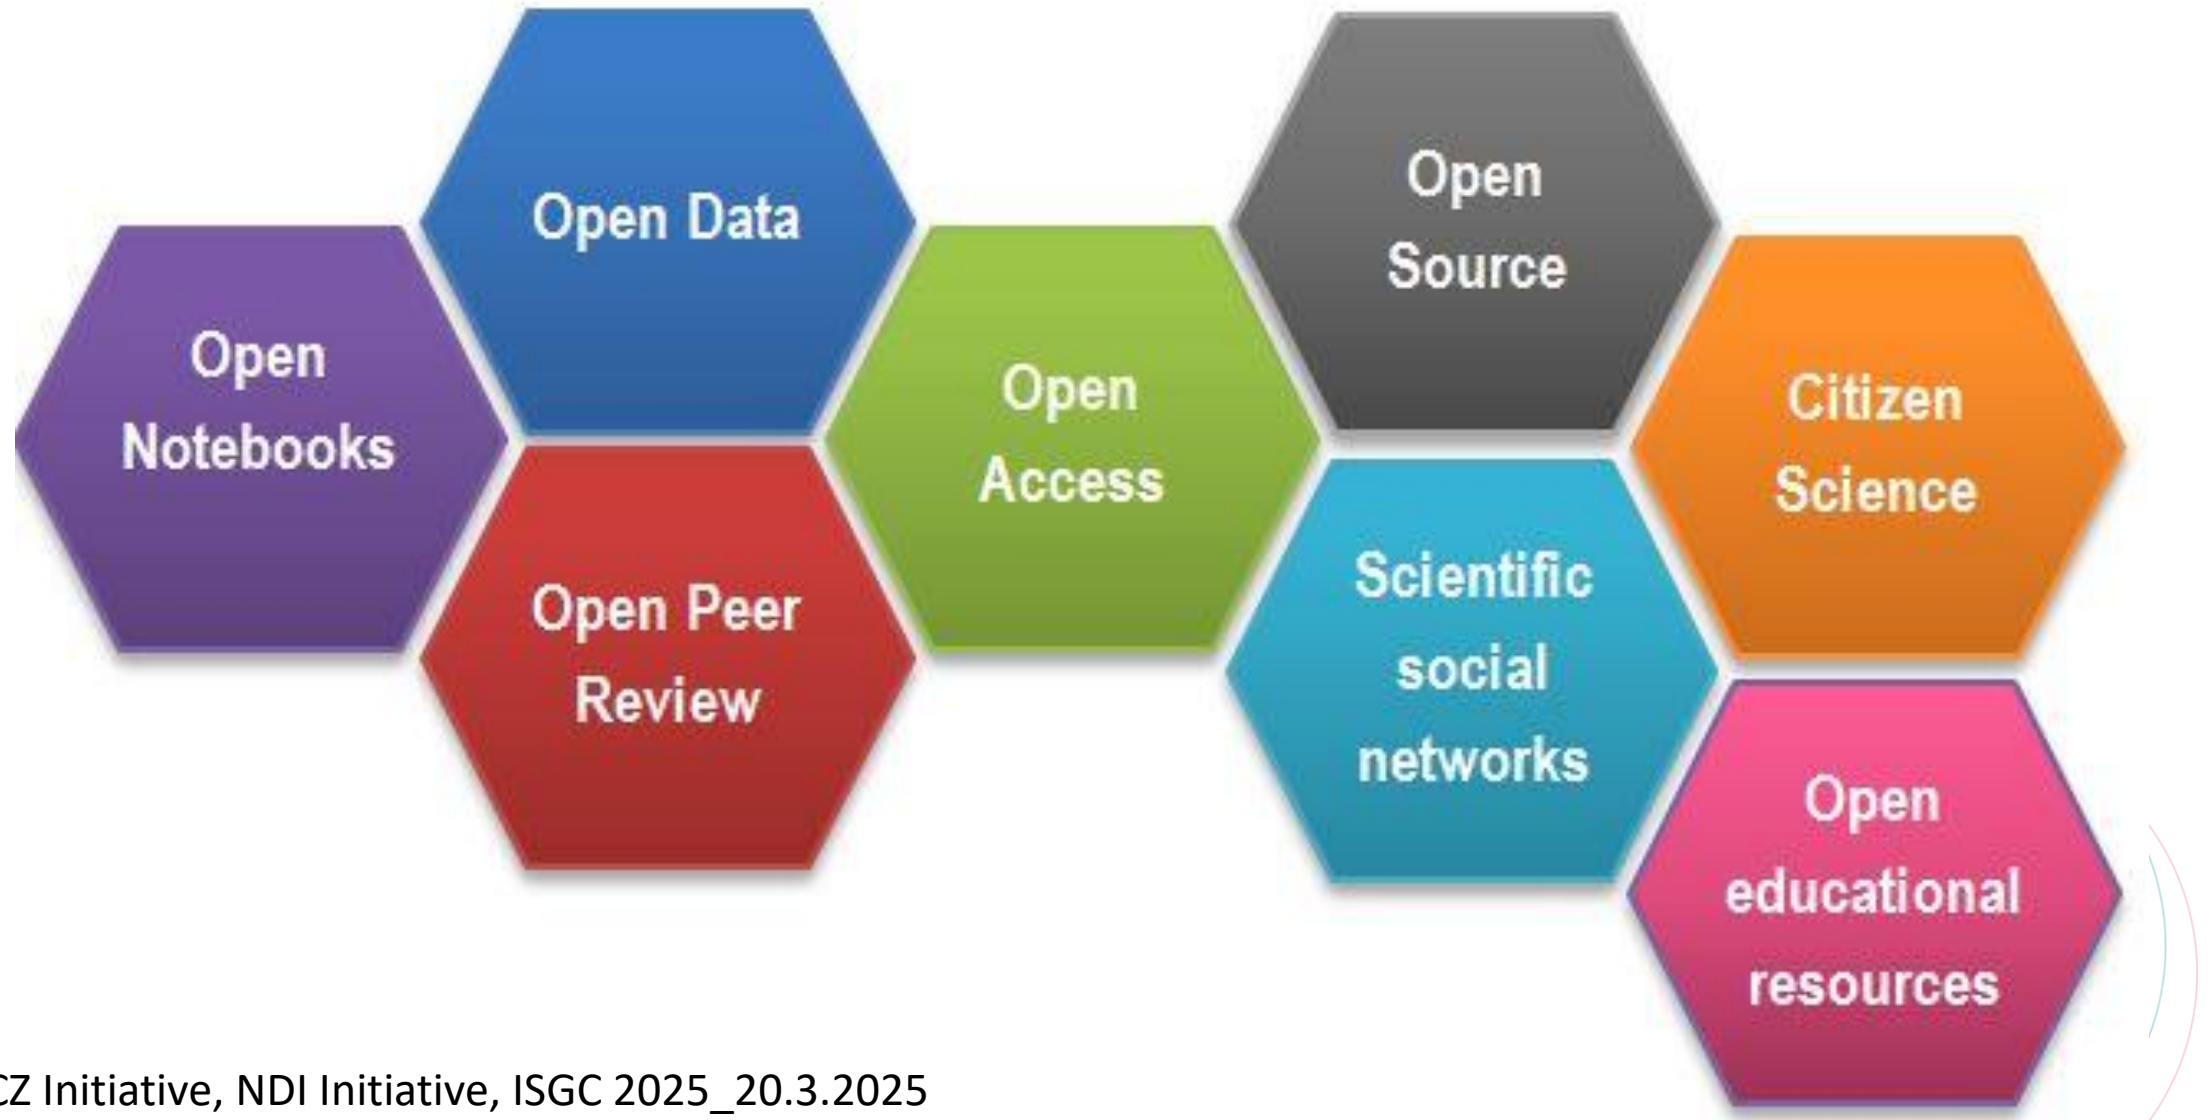 Open
Notebooks
Open Data
Open Peer
Review
Open
Access
Open
Source
Scientific
social
networks
Citizen
Science
Open
educational
resources
CZ Initiative, NDI Initiative, ISGC 2025_20.3.2025